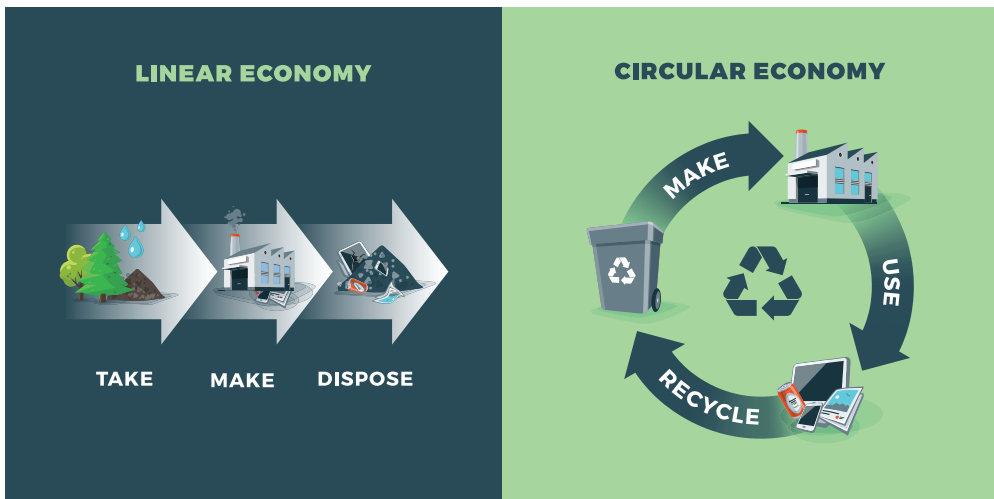 LINEAR ECONOMY
TAKE
MAKE
DISPOSE
CIRCULAR ECONOMY
MAKE
USE
RECYCLE